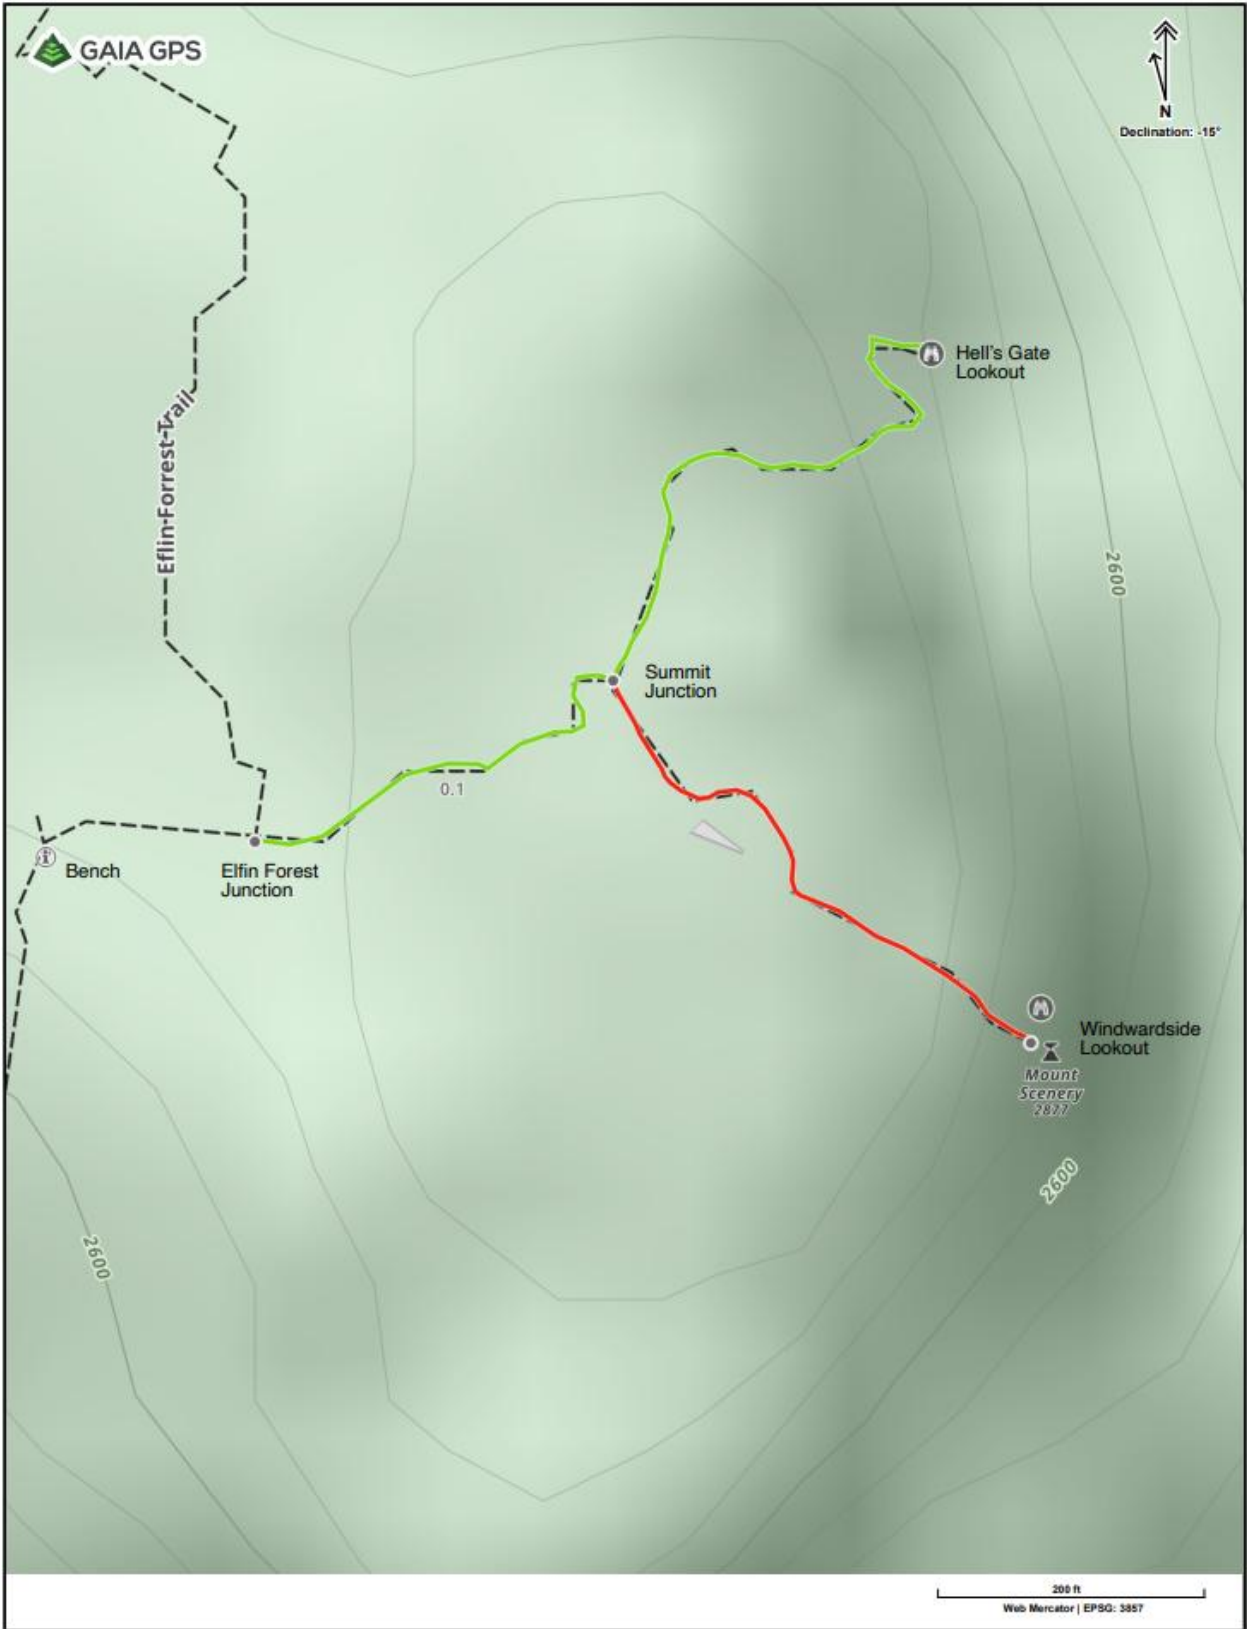 GAIA GPS
N
Declination: -15°
Hell's Gate
Lookout
Eflin Forrest Trail
2600
Summit
Junction
0.1
Bench
Elfin Forest
Junction
Windwardside
Lookout
Mount
Scenery
2877
2600
2600
200 ft
Web Mercator | EPSG: 3857